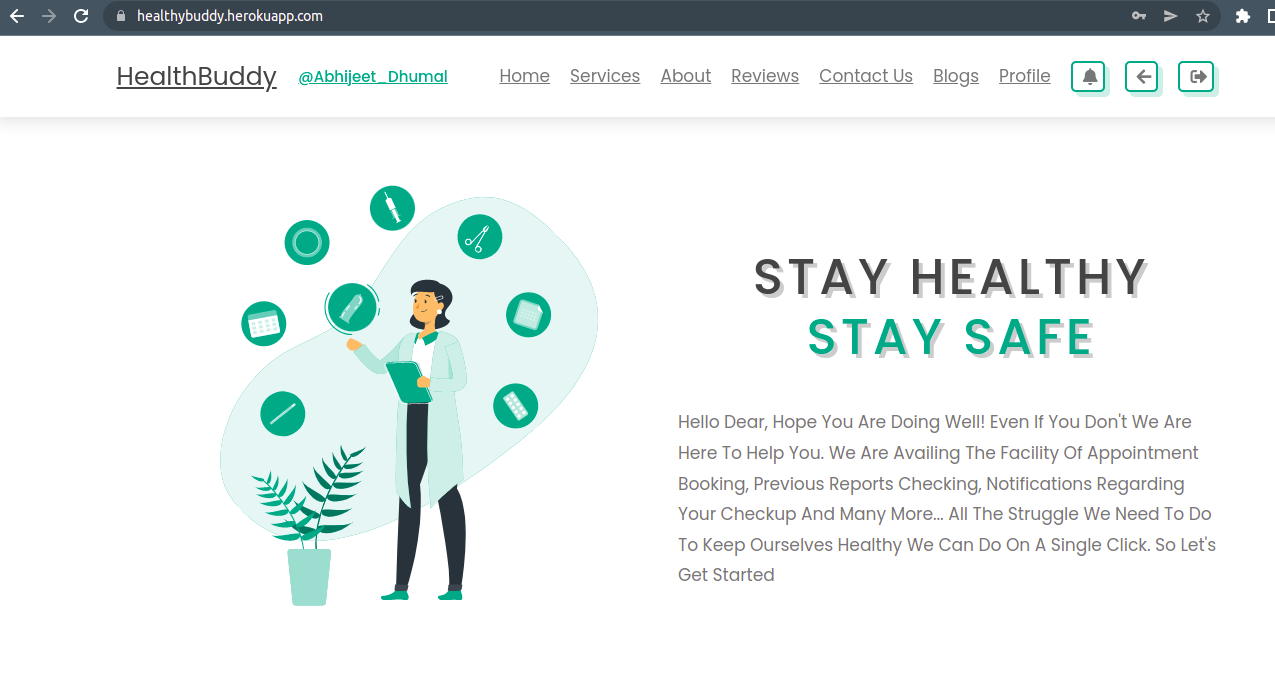 healthybuddy.herokuapp.com
HealthBuddy @Abhijeet_Dhumal Home Services About Reviews Contact Us Blogs Profile
STAY HEALTHY
STAY SAFE
Hello Dear, Hope You Are Doing Well! Even If You Don't We Are
Here To Help You. We Are Availing The Facility Of Appointment
Booking, Previous Reports Checking, Notifications Regarding
Your Checkup And Many More... All The Struggle We Need To Do
To Keep Ourselves Healthy We Can Do On A Single Click. So Let's
Get Started